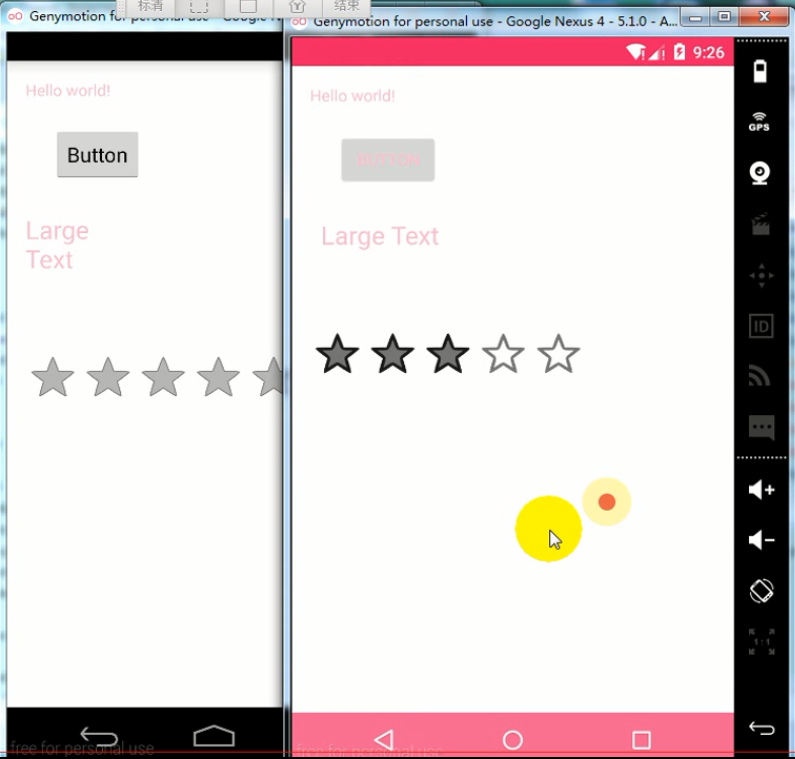 标清
结束
Genymotion for personal use - Google N
Genymotion for personal use - Google Nexus 4 - 5.1.0 - A...
9:26
Hello world!
Button
Large
Text
free for personal use
Hello world!
BUTTON
Large Text
free for personal use
GPS
ID
1:1